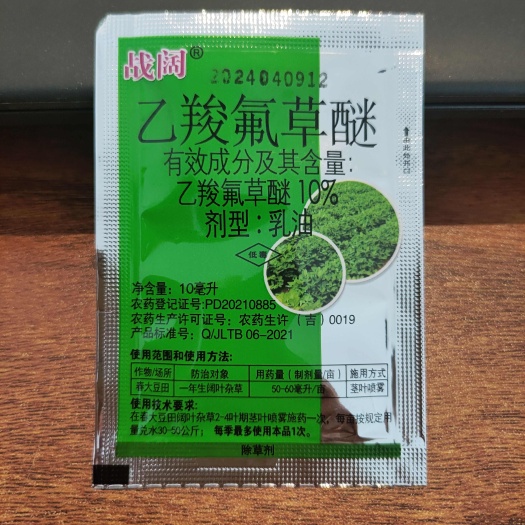 战阔®
2024040912
乙羧氟草醚
有效成分及其含量:
乙羧氟草醚 10%
剂型:乳油
低毒
净含量: 10毫升
农药登记证号:PD20210885
农药生产许可证号: 农药生许 (吉) 0019
产品标准号: Q/JLTB 06-2021
使用范围和使用方法:
作物/场所 防治对象 用药量 (制剂量/亩) 施用方式
春大豆田 一年生阔叶杂草 50-60毫升/亩 茎叶喷雾
使用技术要求:
在春大豆田阔叶杂草2-4叶期茎叶喷雾施药一次, 每亩按规定用
量兑水30-50公斤; 每季最多使用本品1次。
除草剂